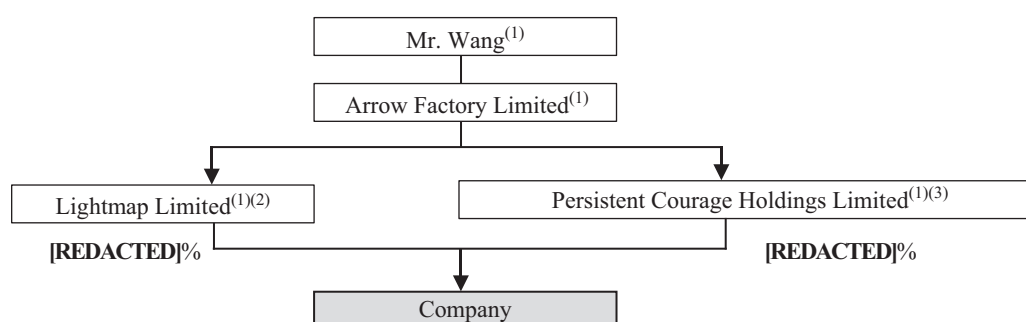 Mr. Wang(1)
Arrow Factory Limited(1)
Lightmap Limited(1)(2)
Persistent Courage Holdings Limited(1)(3)
[REDACTED]%
[REDACTED]%
Company